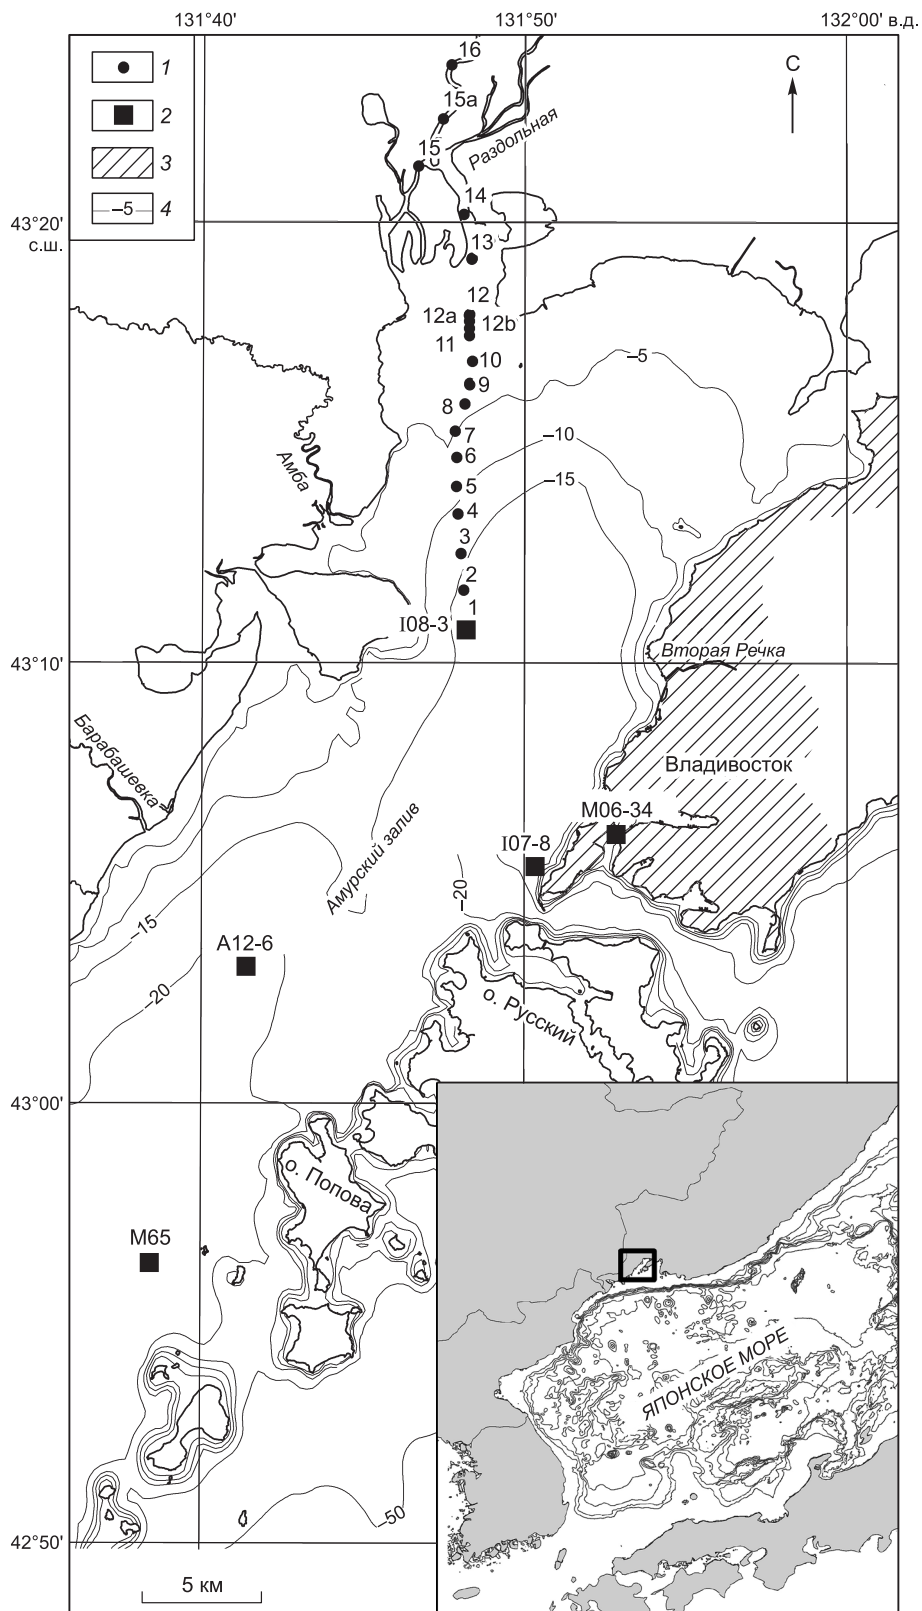 131°40'
131°50'
132°00' в.д.
1
2
3
–5
4
С
16
15a
Раздольная
15
14
43°20'
с.ш.
13
12
12a
12b
11
10
–5
9
8
7
–10
Амба
6
–15
5
4
3
2
1
I08-3
43°10'
Вторая Речка
Барабашевка
Владивосток
M06-34
Амурский залив
I07-8
–20
–15
A12-6
–20
о. Русский
43°00'
о. Попова
M65
ЯПОНСКОЕ МОРЕ
–50
42°50'
5 км